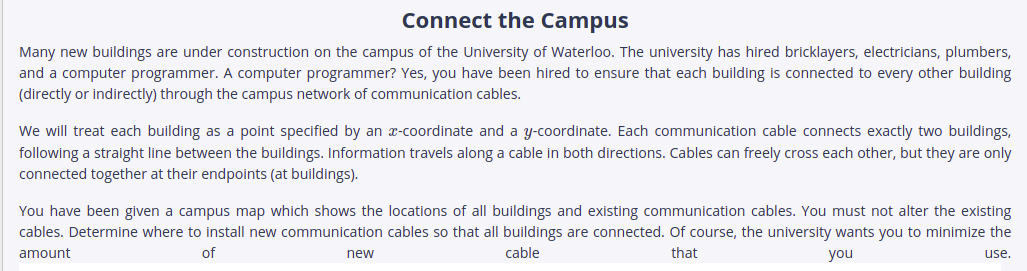 Connect the Campus
Many new buildings are under construction on the campus of the University of Waterloo. The university has hired bricklayers, electricians, plumbers,
and a computer programmer. A computer programmer? Yes, you have been hired to ensure that each building is connected to every other building
(directly or indirectly) through the campus network of communication cables.
We will treat each building as a point specified by an x-coordinate and a y-coordinate. Each communication cable connects exactly two buildings,
following a straight line between the buildings. Information travels along a cable in both directions. Cables can freely cross each other, but they are only
connected together at their endpoints (at buildings).
You have been given a campus map which shows the locations of all buildings and existing communication cables. You must not alter the existing
cables. Determine where to install new communication cables so that all buildings are connected. Of course, the university wants you to minimize the
amount of new cable that you use.